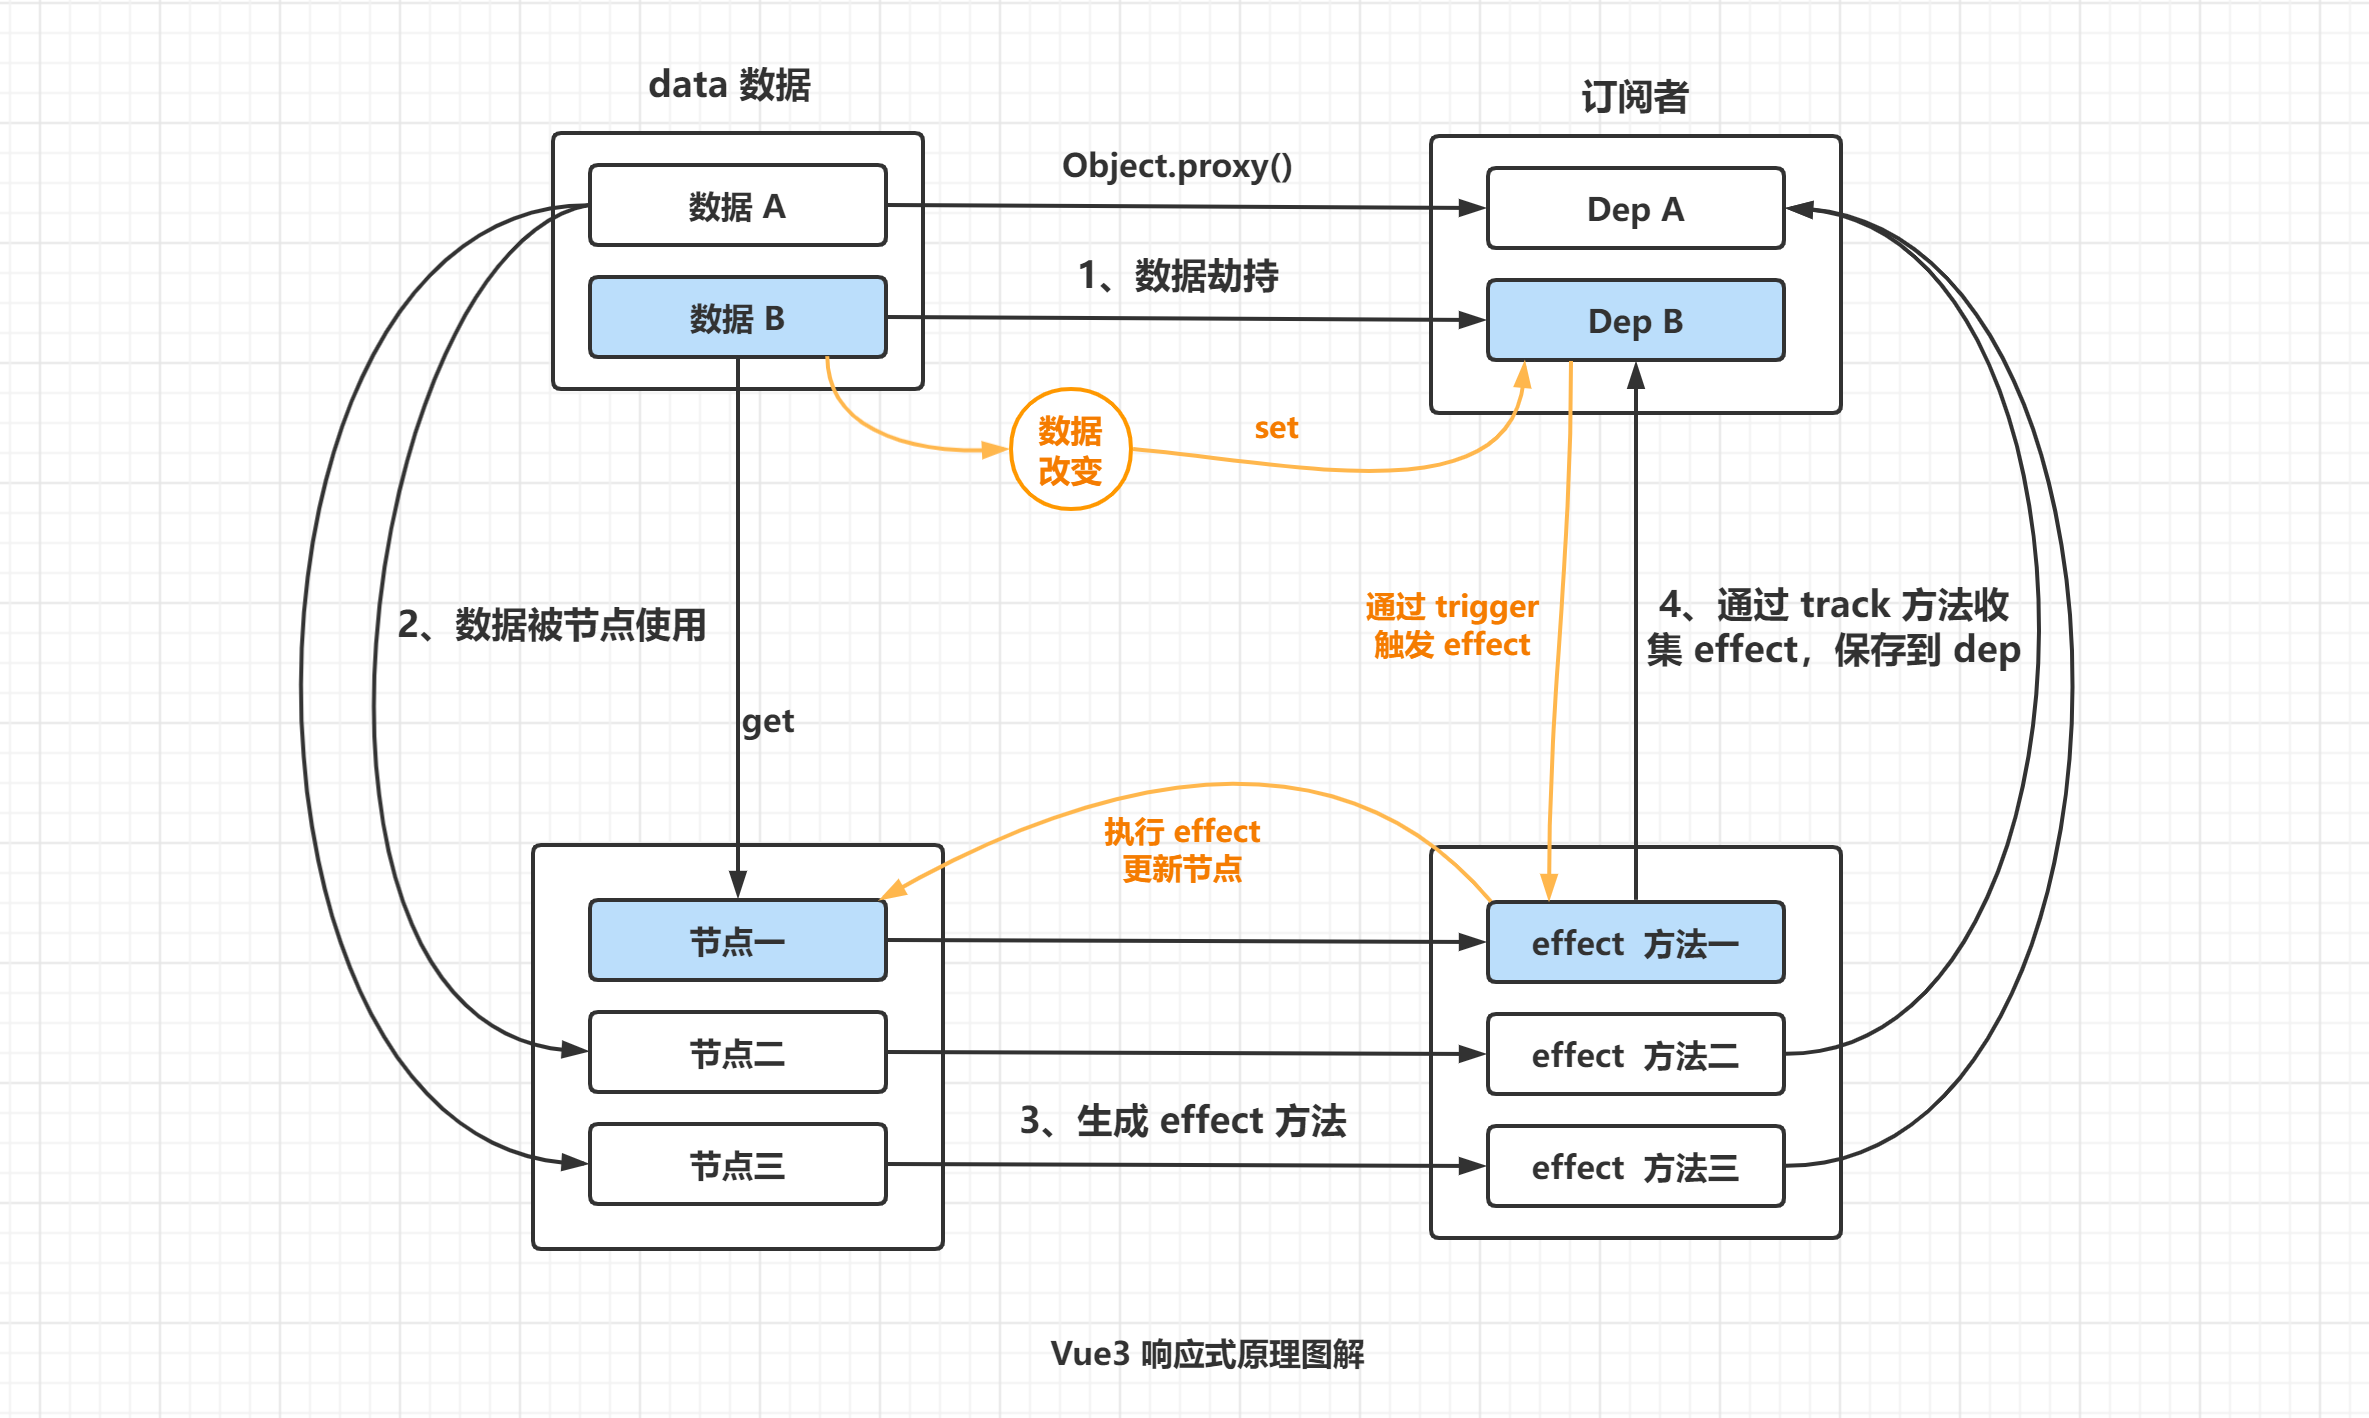 data 数据
订阅者
Object.proxy()
数据 A
Dep A
1、数据劫持
数据 B
Dep B
数据
改变
set
2、数据被节点使用
通过 trigger
触发 effect
4、通过 track 方法收
集 effect，保存到 dep
get
执行 effect
更新节点
节点一
effect 方法一
节点二
effect 方法二
3、生成 effect 方法
节点三
effect 方法三
Vue3 响应式原理图解